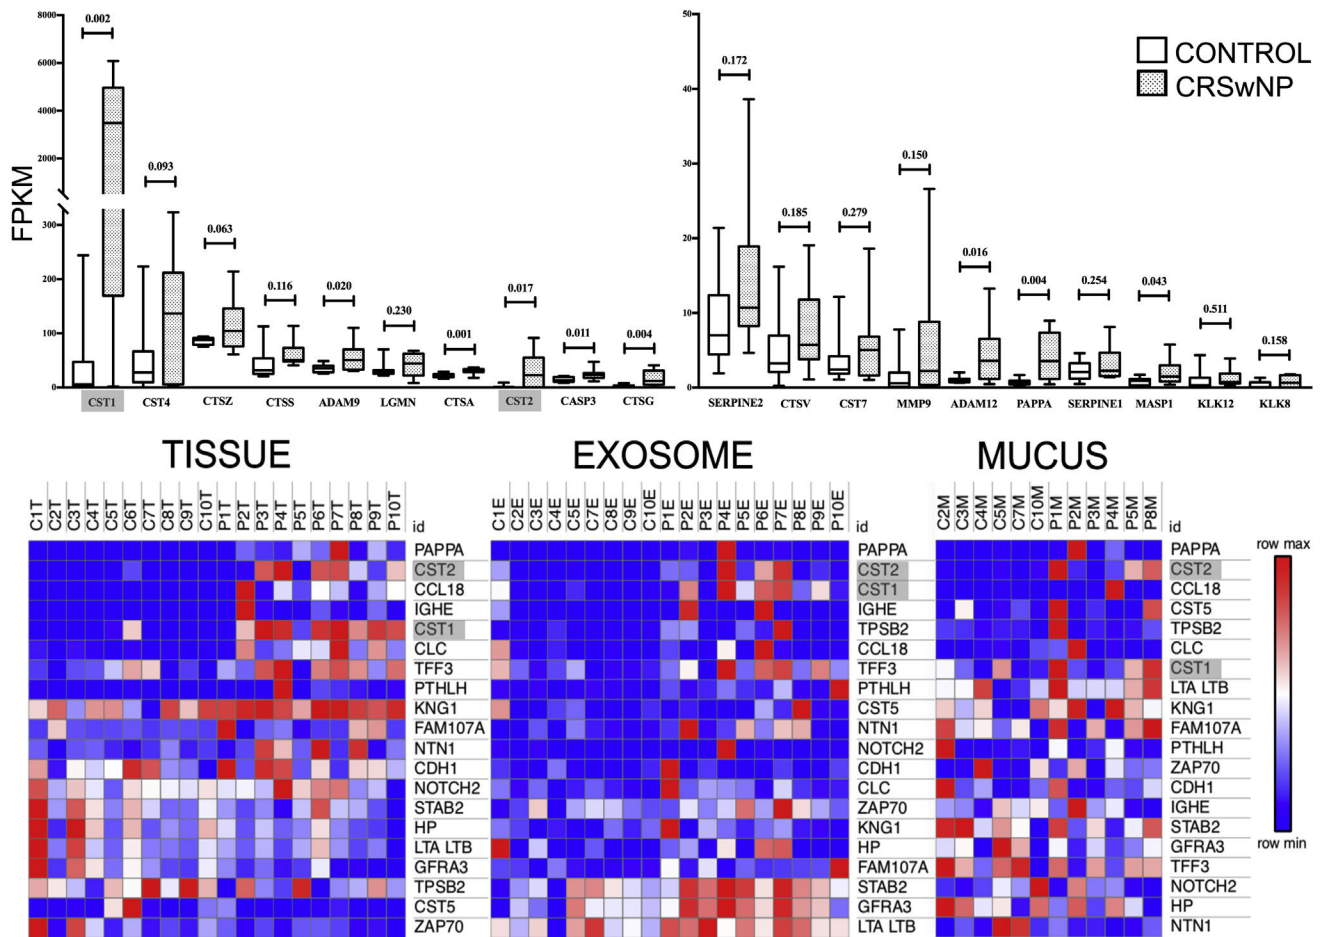 8000
6000
4000
2000
300
200
100
0
FPKM
0.002
0.093
0.063
0.116
0.020
0.230
0.001
0.017
0.011
0.004
CST1 CST4 CTSZ CTSS ADAM9 LGMN CTSA CST2 CASP3 CTSG
50
40
30
20
10
0
0.172
0.185
0.279
0.150
0.016
0.004
0.254
0.043
0.511
0.158
SERPINE2 CTSV CST7 MMP9 ADAM12 PAPPA SERPINE1 MASP1 KLK12 KLK8
CONTROL
CRSwNP
TISSUE
C1T C2T C3T C4T C5T C6T C7T C8T C9T C10T P1T P2T P3T P4T P5T P6T P7T P8T P9T P10T id
PAPPA
CST2
CCL18
IGHE
CST1
CLC
TFF3
PTHLH
KNG1
FAM107A
NTN1
CDH1
NOTCH2
STAB2
HP
LTA LTB
GFRA3
TPSB2
CST5
ZAP70
EXOSOME
C1E C2E C3E C4E C5E C7E C8E C9E C10E P1E P2E P3E P4E P5E P6E P7E P8E P9E P10E id
PAPPA
CST2
CST1
IGHE
TPSB2
CCL18
TFF3
PTHLH
CST5
NTN1
NOTCH2
CDH1
CLC
ZAP70
KNG1
HP
FAM107A
STAB2
GFRA3
LTA LTB
MUCUS
C2M C3M C4M C5M C7M C10M P1M P2M P3M P4M P5M P8M id
PAPPA
CST2
CCL18
CST5
TPSB2
CLC
CST1
LTA LTB
KNG1
FAM107A
PTHLH
ZAP70
CDH1
IGHE
STAB2
GFRA3
TFF3
NOTCH2
HP
NTN1
row max
row min